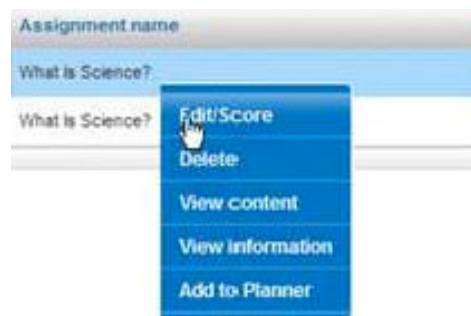 Assignment name
What is Science?
What is Science?
Edit/Score
Delete
View content
View information
Add to Planner